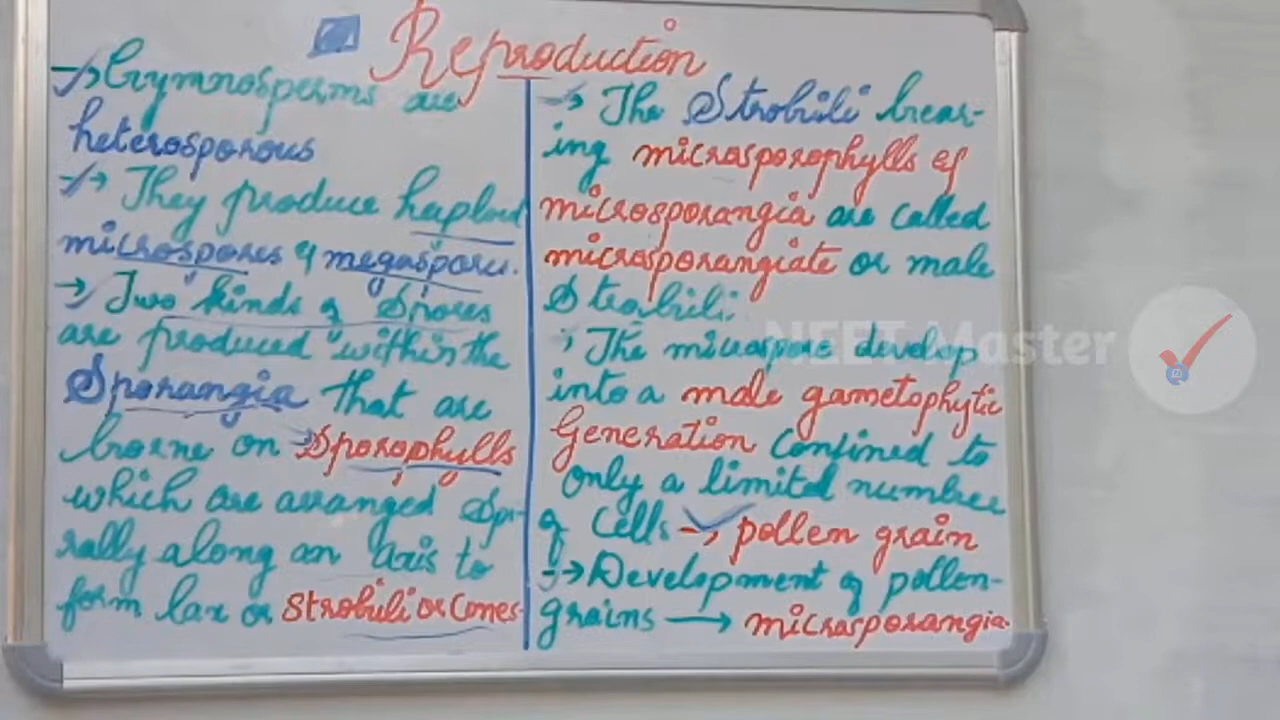 Reproduction
→ Gymnosperms are
heterosporous
→ They produce haploid
microspores & megaspores.
→ Two kinds of Spores
are produced within the
Sporangia that are
borne on Sporophylls
which are arranged Spi-
rally along an axis to
form lax or Strobili or Cones.
→ The Strobili bear-
ing microsporophylls &
microsporangia are called
microsporangiate or male
Strobili.
The microspore develop
into a male gametophytic
Generation confined to
only a limited number
of cells → pollen grain
→ Development of pollen-
grains → microsporangia.
NEET Master